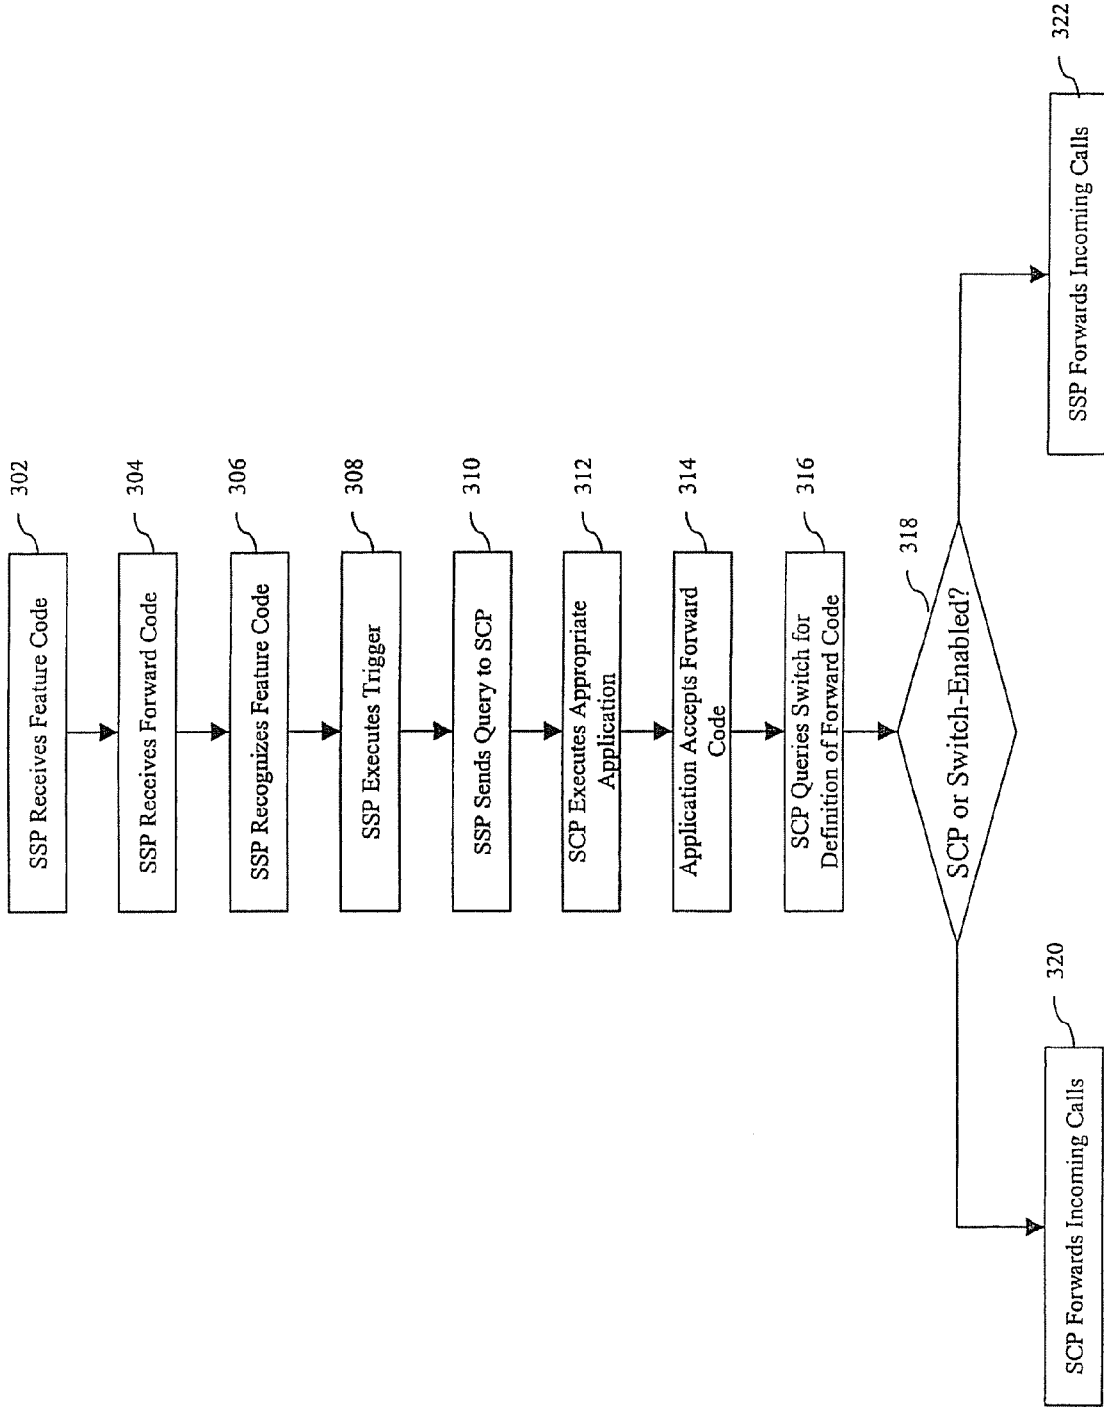 302
SSP Receives Feature Code
304
SSP Receives Forward Code
306
SSP Recognizes Feature Code
308
SSP Executes Trigger
310
SSP Sends Query to SCP
312
SCP Executes Appropriate
Application
314
Application Accepts Forward
Code
316
SCP Queries Switch for
Definition of Forward Code
318
SCP or Switch-Enabled?
320
SCP Forwards Incoming Calls
322
SSP Forwards Incoming Calls